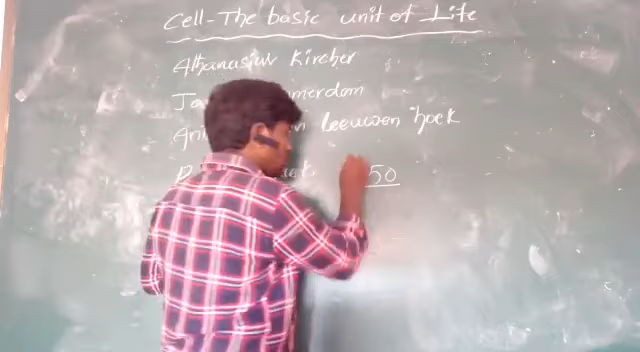 Cell-The basic unit of Life
Athanasius Kircher
Ja merdam
An n Leeuwen hoek
50